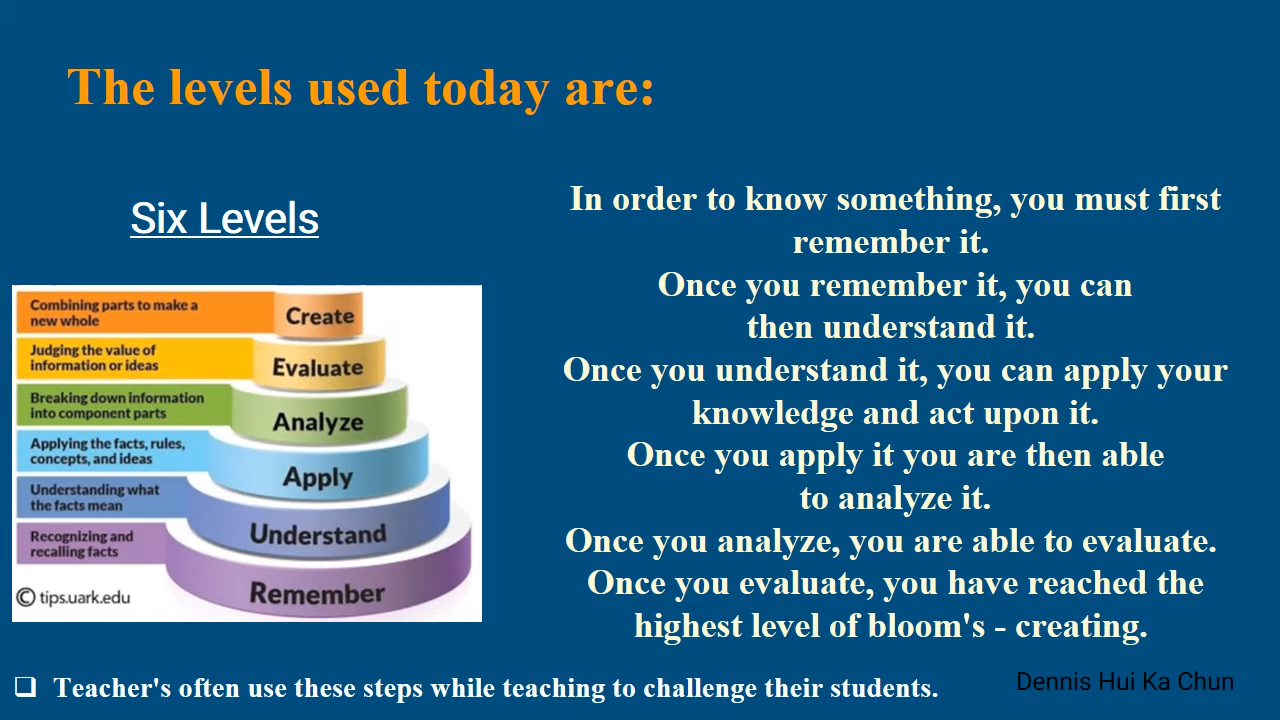 The levels used today are:
Six Levels
Combining parts to make a
new whole
Create
Judging the value of
information or ideas
Evaluate
Breaking down information
into component parts
Analyze
Applying the facts, rules,
concepts, and ideas
Apply
Understanding what
the facts mean
Understand
Recognizing and
recalling facts
Remember
© tips.uark.edu
In order to know something, you must first
remember it.
Once you remember it, you can
then understand it.
Once you understand it, you can apply your
knowledge and act upon it.
Once you apply it you are then able
to analyze it.
Once you analyze, you are able to evaluate.
Once you evaluate, you have reached the
highest level of bloom's - creating.
❑ Teacher's often use these steps while teaching to challenge their students.
Dennis Hui Ka Chun